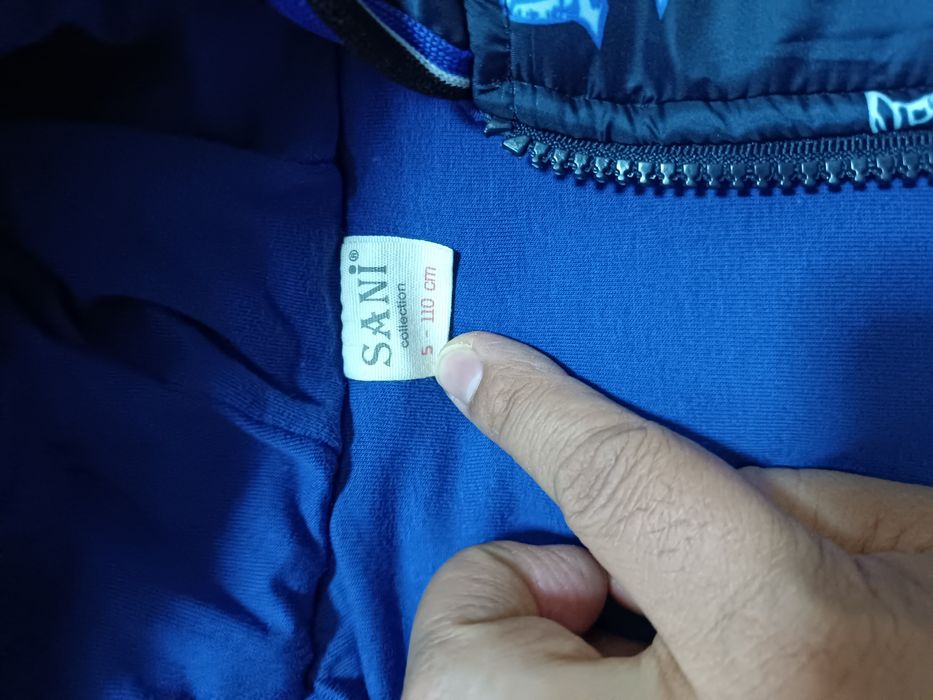 SANi®
collection
5 - 110 cm